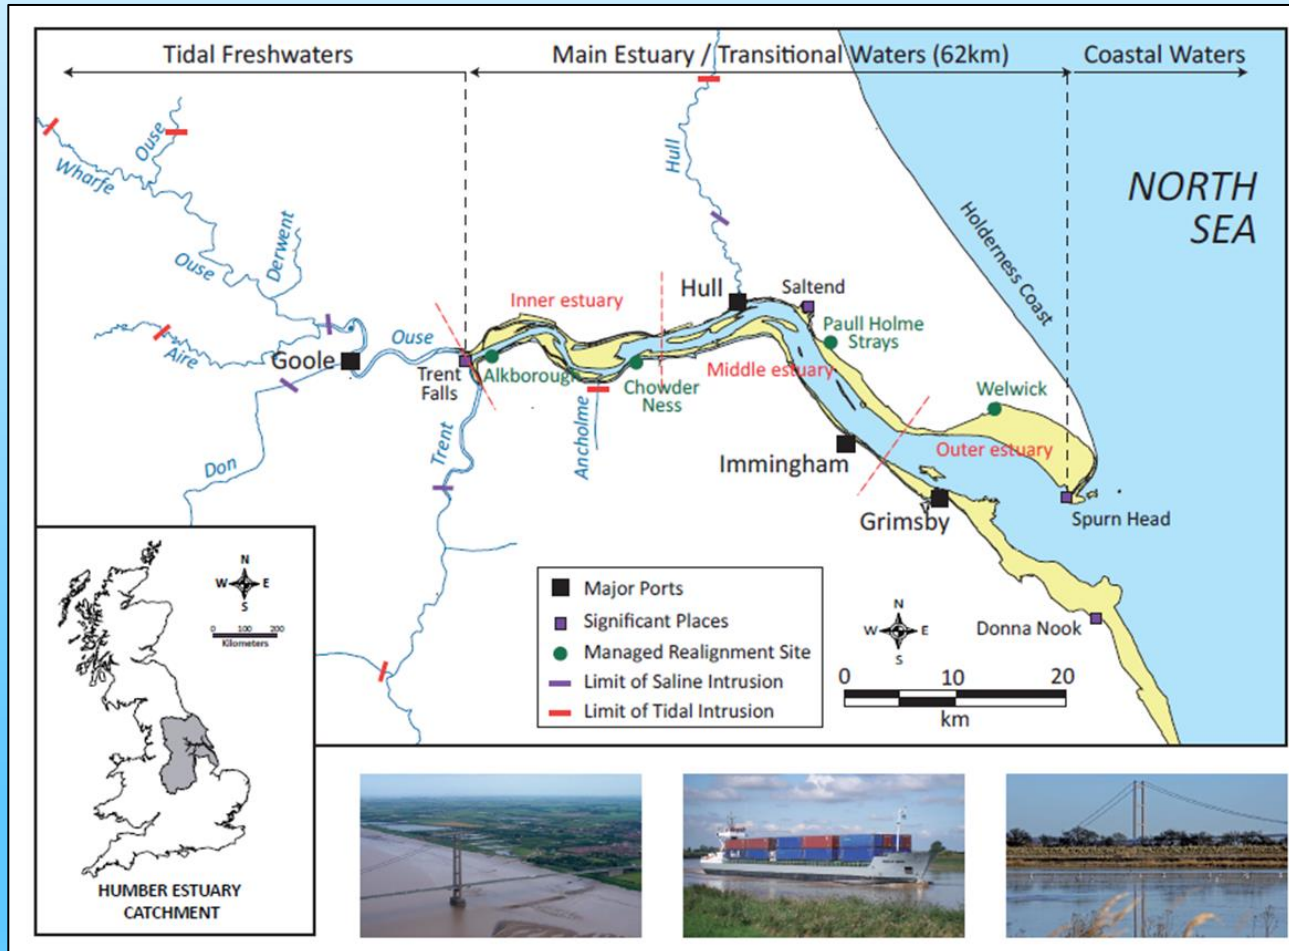 Tidal Freshwaters
Main Estuary / Transitional Waters (62km)
Coastal Waters
Ouse
Wharfe
Hull
NORTH
SEA
Derwent
Ouse
Holderness Coast
Hull
Saltend
Inner estuary
Paull Holme
Strays
Ouse
Aire
Goole
Trent
Falls
Alkborough
Chowder
Ness
Middle estuary
Welwick
Ancholme
Trent
Don
Immingham
Outer estuary
Grimsby
Spurn Head
Donna Nook
Major Ports
Significant Places
Managed Realignment Site
Limit of Saline Intrusion
Limit of Tidal Intrusion
N
W E
S
0 10 20
km
N
W E
S
0 100 200
Kilometers
HUMBER ESTUARY
CATCHMENT